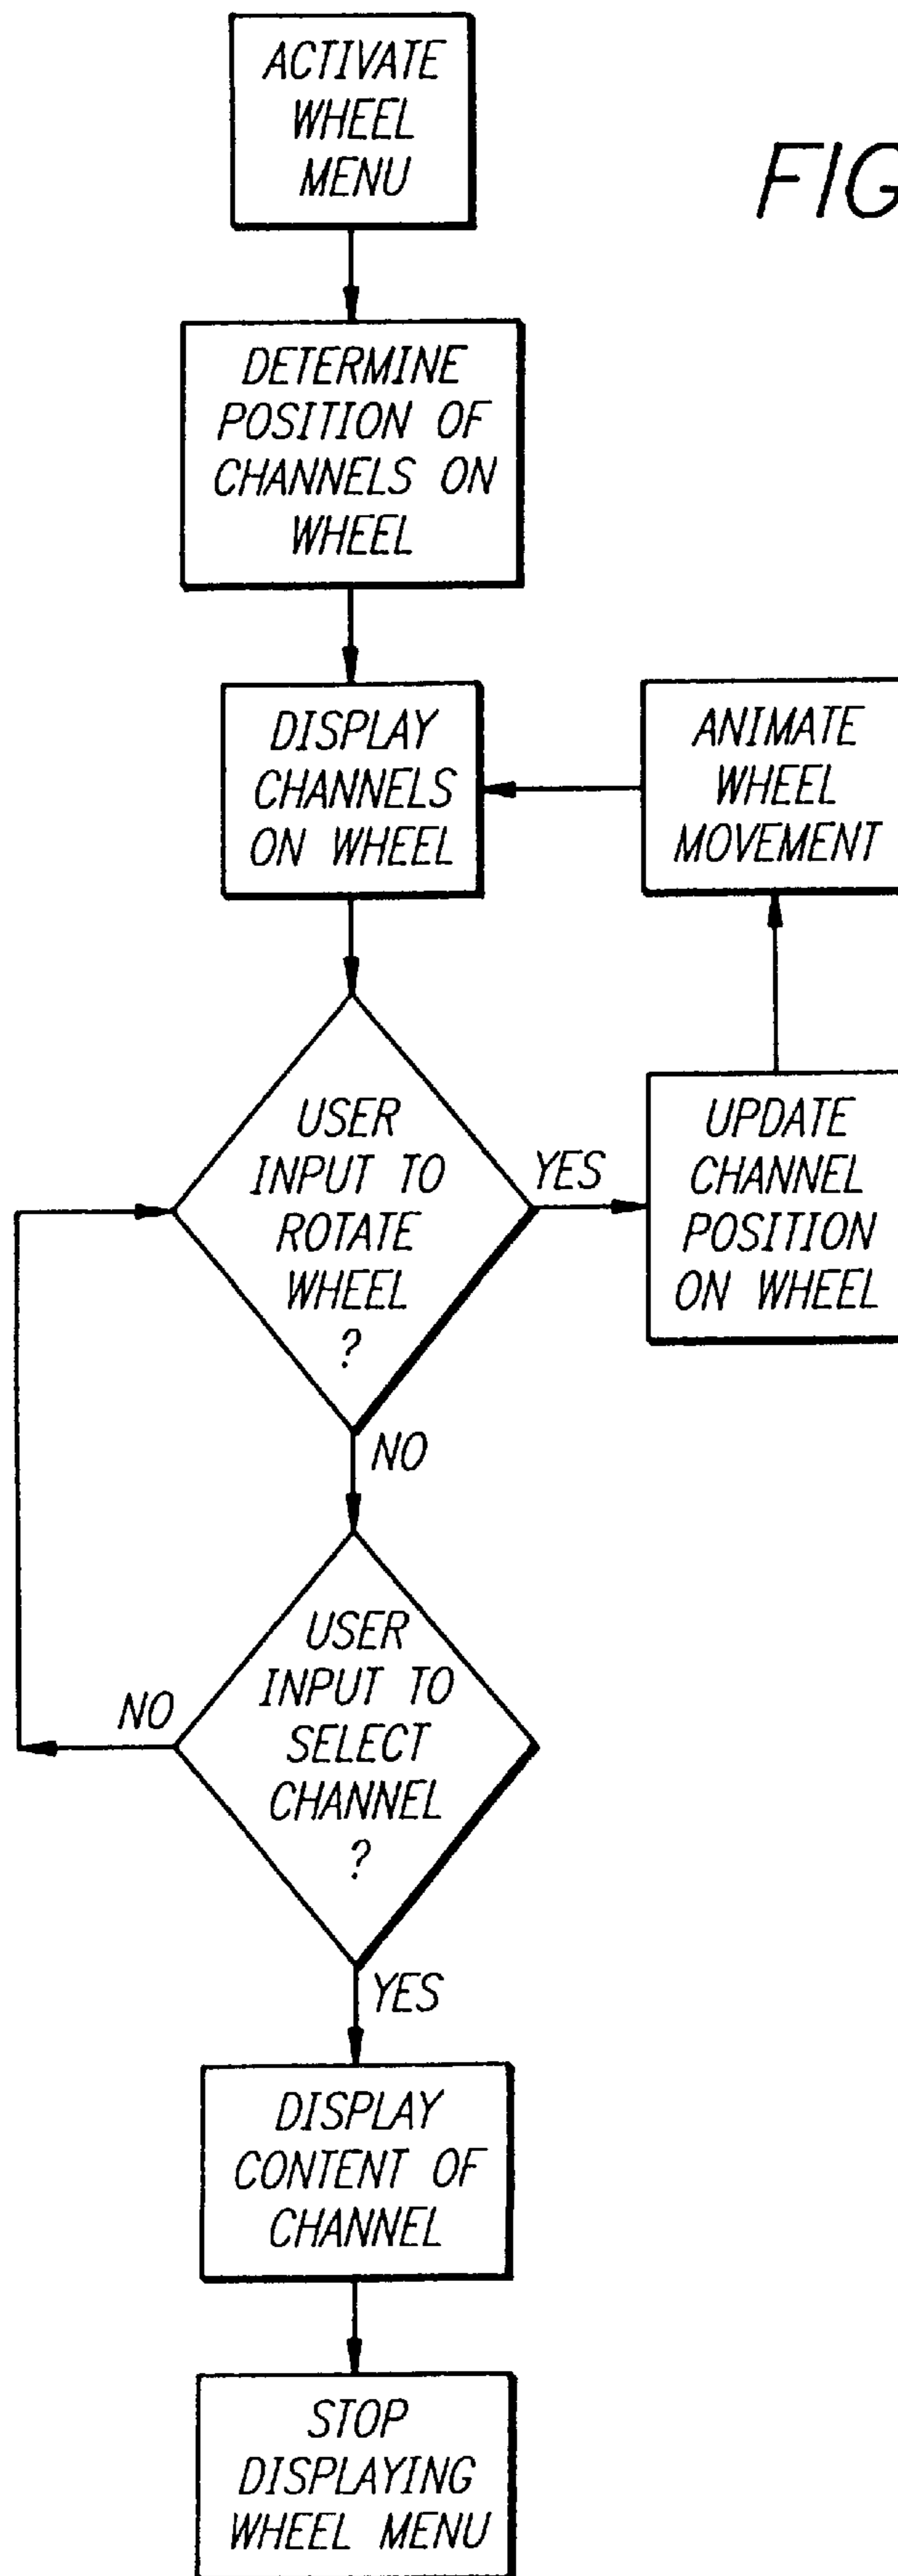 ACTIVATE
WHEEL
MENU
FIG
DETERMINE
POSITION OF
CHANNELS ON
WHEEL
DISPLAY
CHANNELS
ON WHEEL
ANIMATE
WHEEL
MOVEMENT
USER
INPUT TO
ROTATE
WHEEL
?
YES
UPDATE
CHANNEL
POSITION
ON WHEEL
NO
USER
INPUT TO
SELECT
CHANNEL
?
NO
YES
DISPLAY
CONTENT OF
CHANNEL
STOP
DISPLAYING
WHEEL MENU